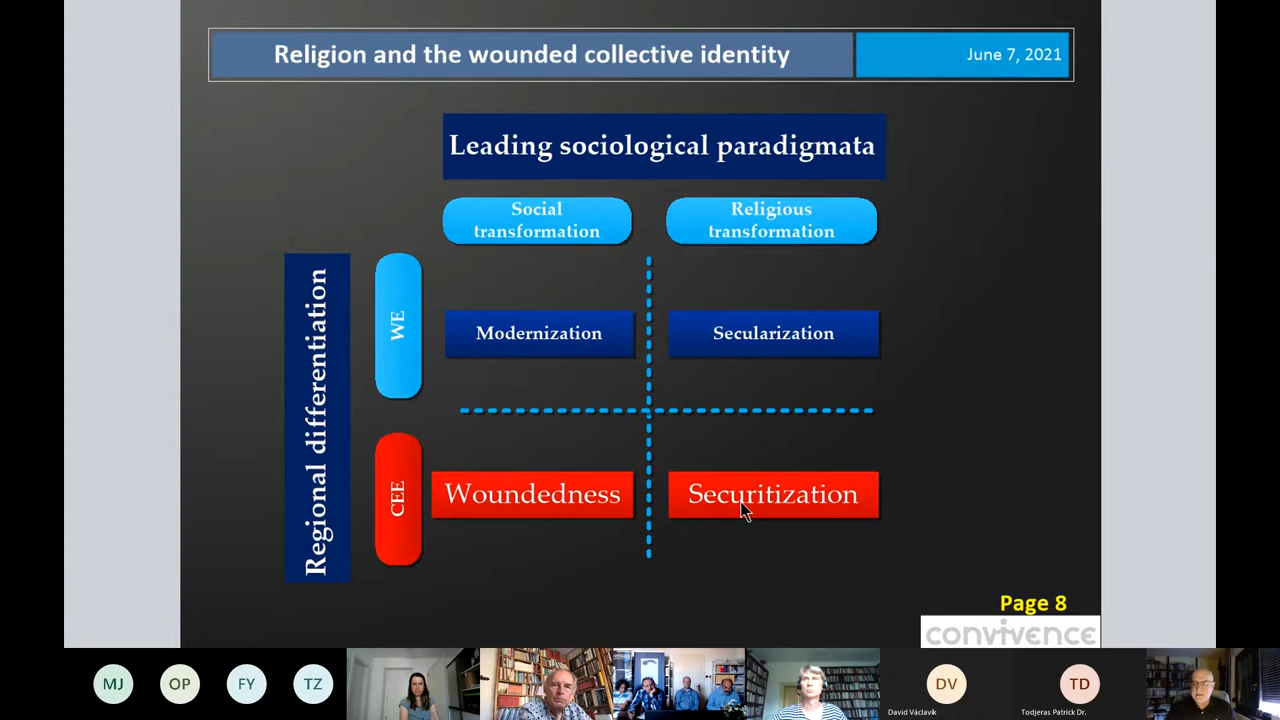 Religion and the wounded collective identity
June 7, 2021
Leading sociological paradigmata
Social
transformation
Religious
transformation
Regional differentiation
WE
Modernization
Secularization
CEE
Woundedness
Securitization
Page 8
convivence
MJ
OP
FY
TZ
DV
David Václavík
TD
Todjeras Patrick Dr.